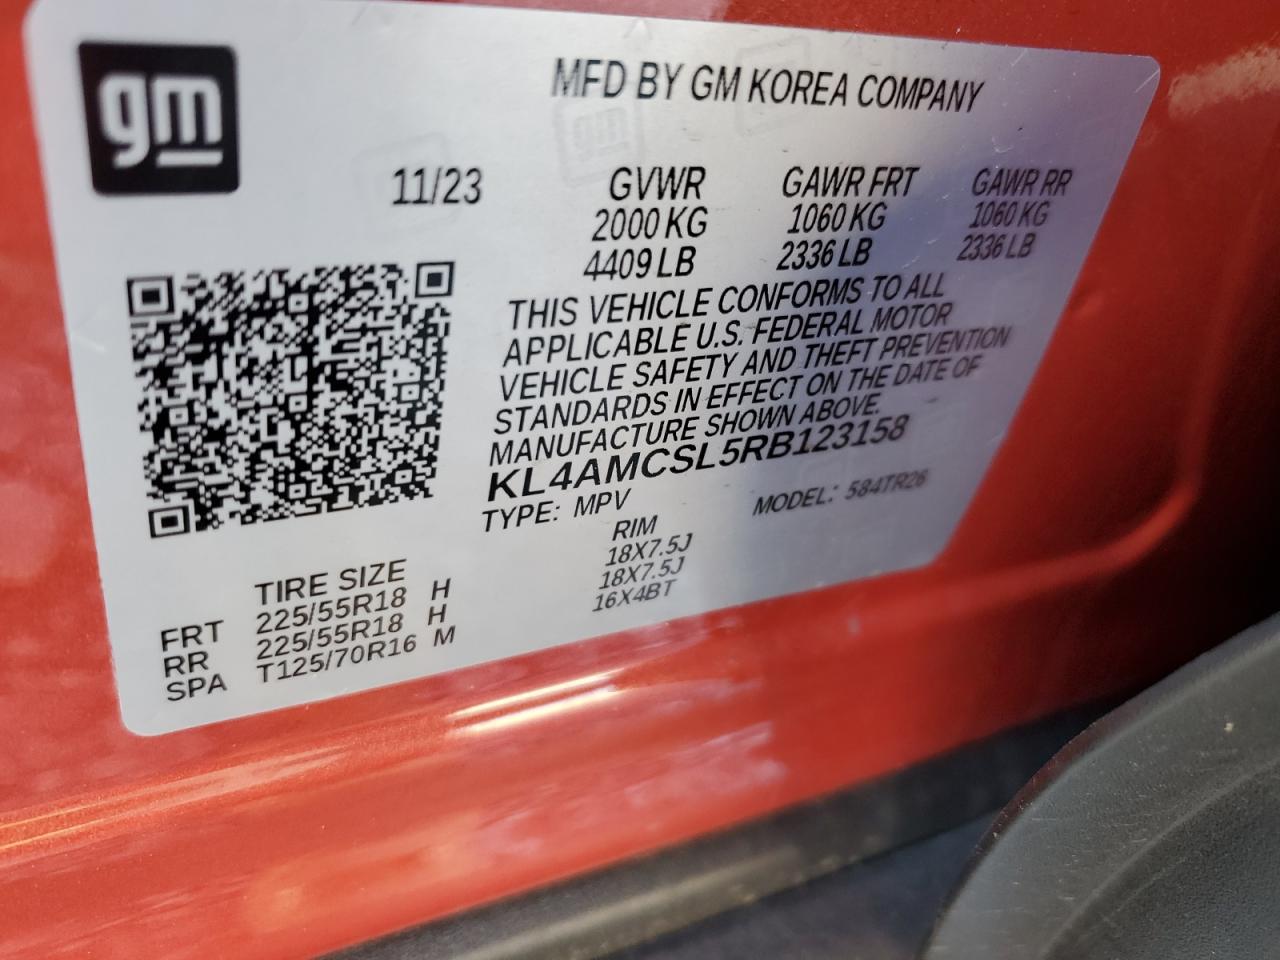 gm
MFD BY GM KOREA COMPANY
11/23 GVWR GAWR FRT GAWR RR
2000 KG 1060 KG 1060 KG
4409 LB 2336 LB 2336 LB
THIS VEHICLE CONFORMS TO ALL
APPLICABLE U.S. FEDERAL MOTOR
VEHICLE SAFETY AND THEFT PREVENTION
STANDARDS IN EFFECT ON THE DATE OF
MANUFACTURE SHOWN ABOVE.
KL4AMCSL5RB123158
TYPE: MPV MODEL: 584TR26
TIRE SIZE RIM
FRT 225/55R18 H 18X7.5J
RR 225/55R18 H 18X7.5J
SPA T125/70R16 M 16X4BT